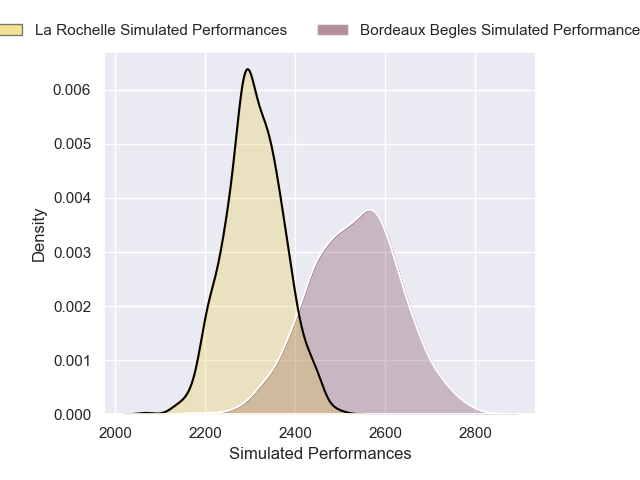 La Rochelle Simulated Performances
Bordeaux Begles Simulated Performance
0.006
0.005
0.004
0.003
0.002
0.001
0.000
Density
2000 2200 2400 2600 2800
Simulated Performances